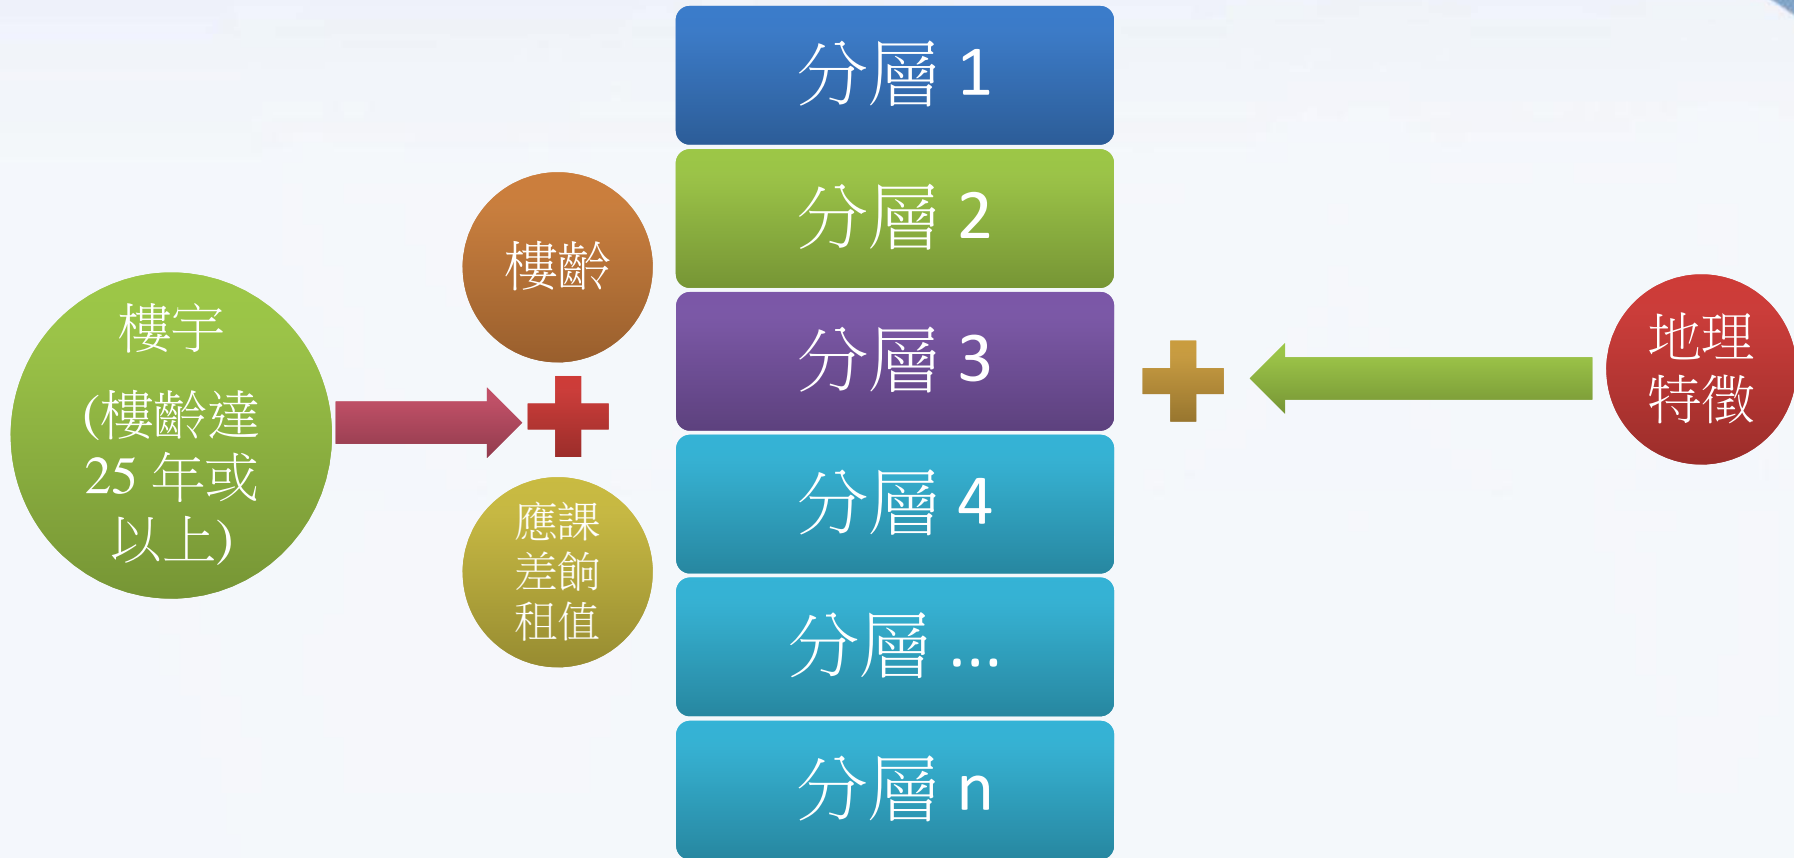 樓宇
(樓齡達
25 年或
以上)
樓齡
應課
差餉
租值
分層 1
分層 2
分層 3
分層 4
分層 ...
分層 n
地理
特徵